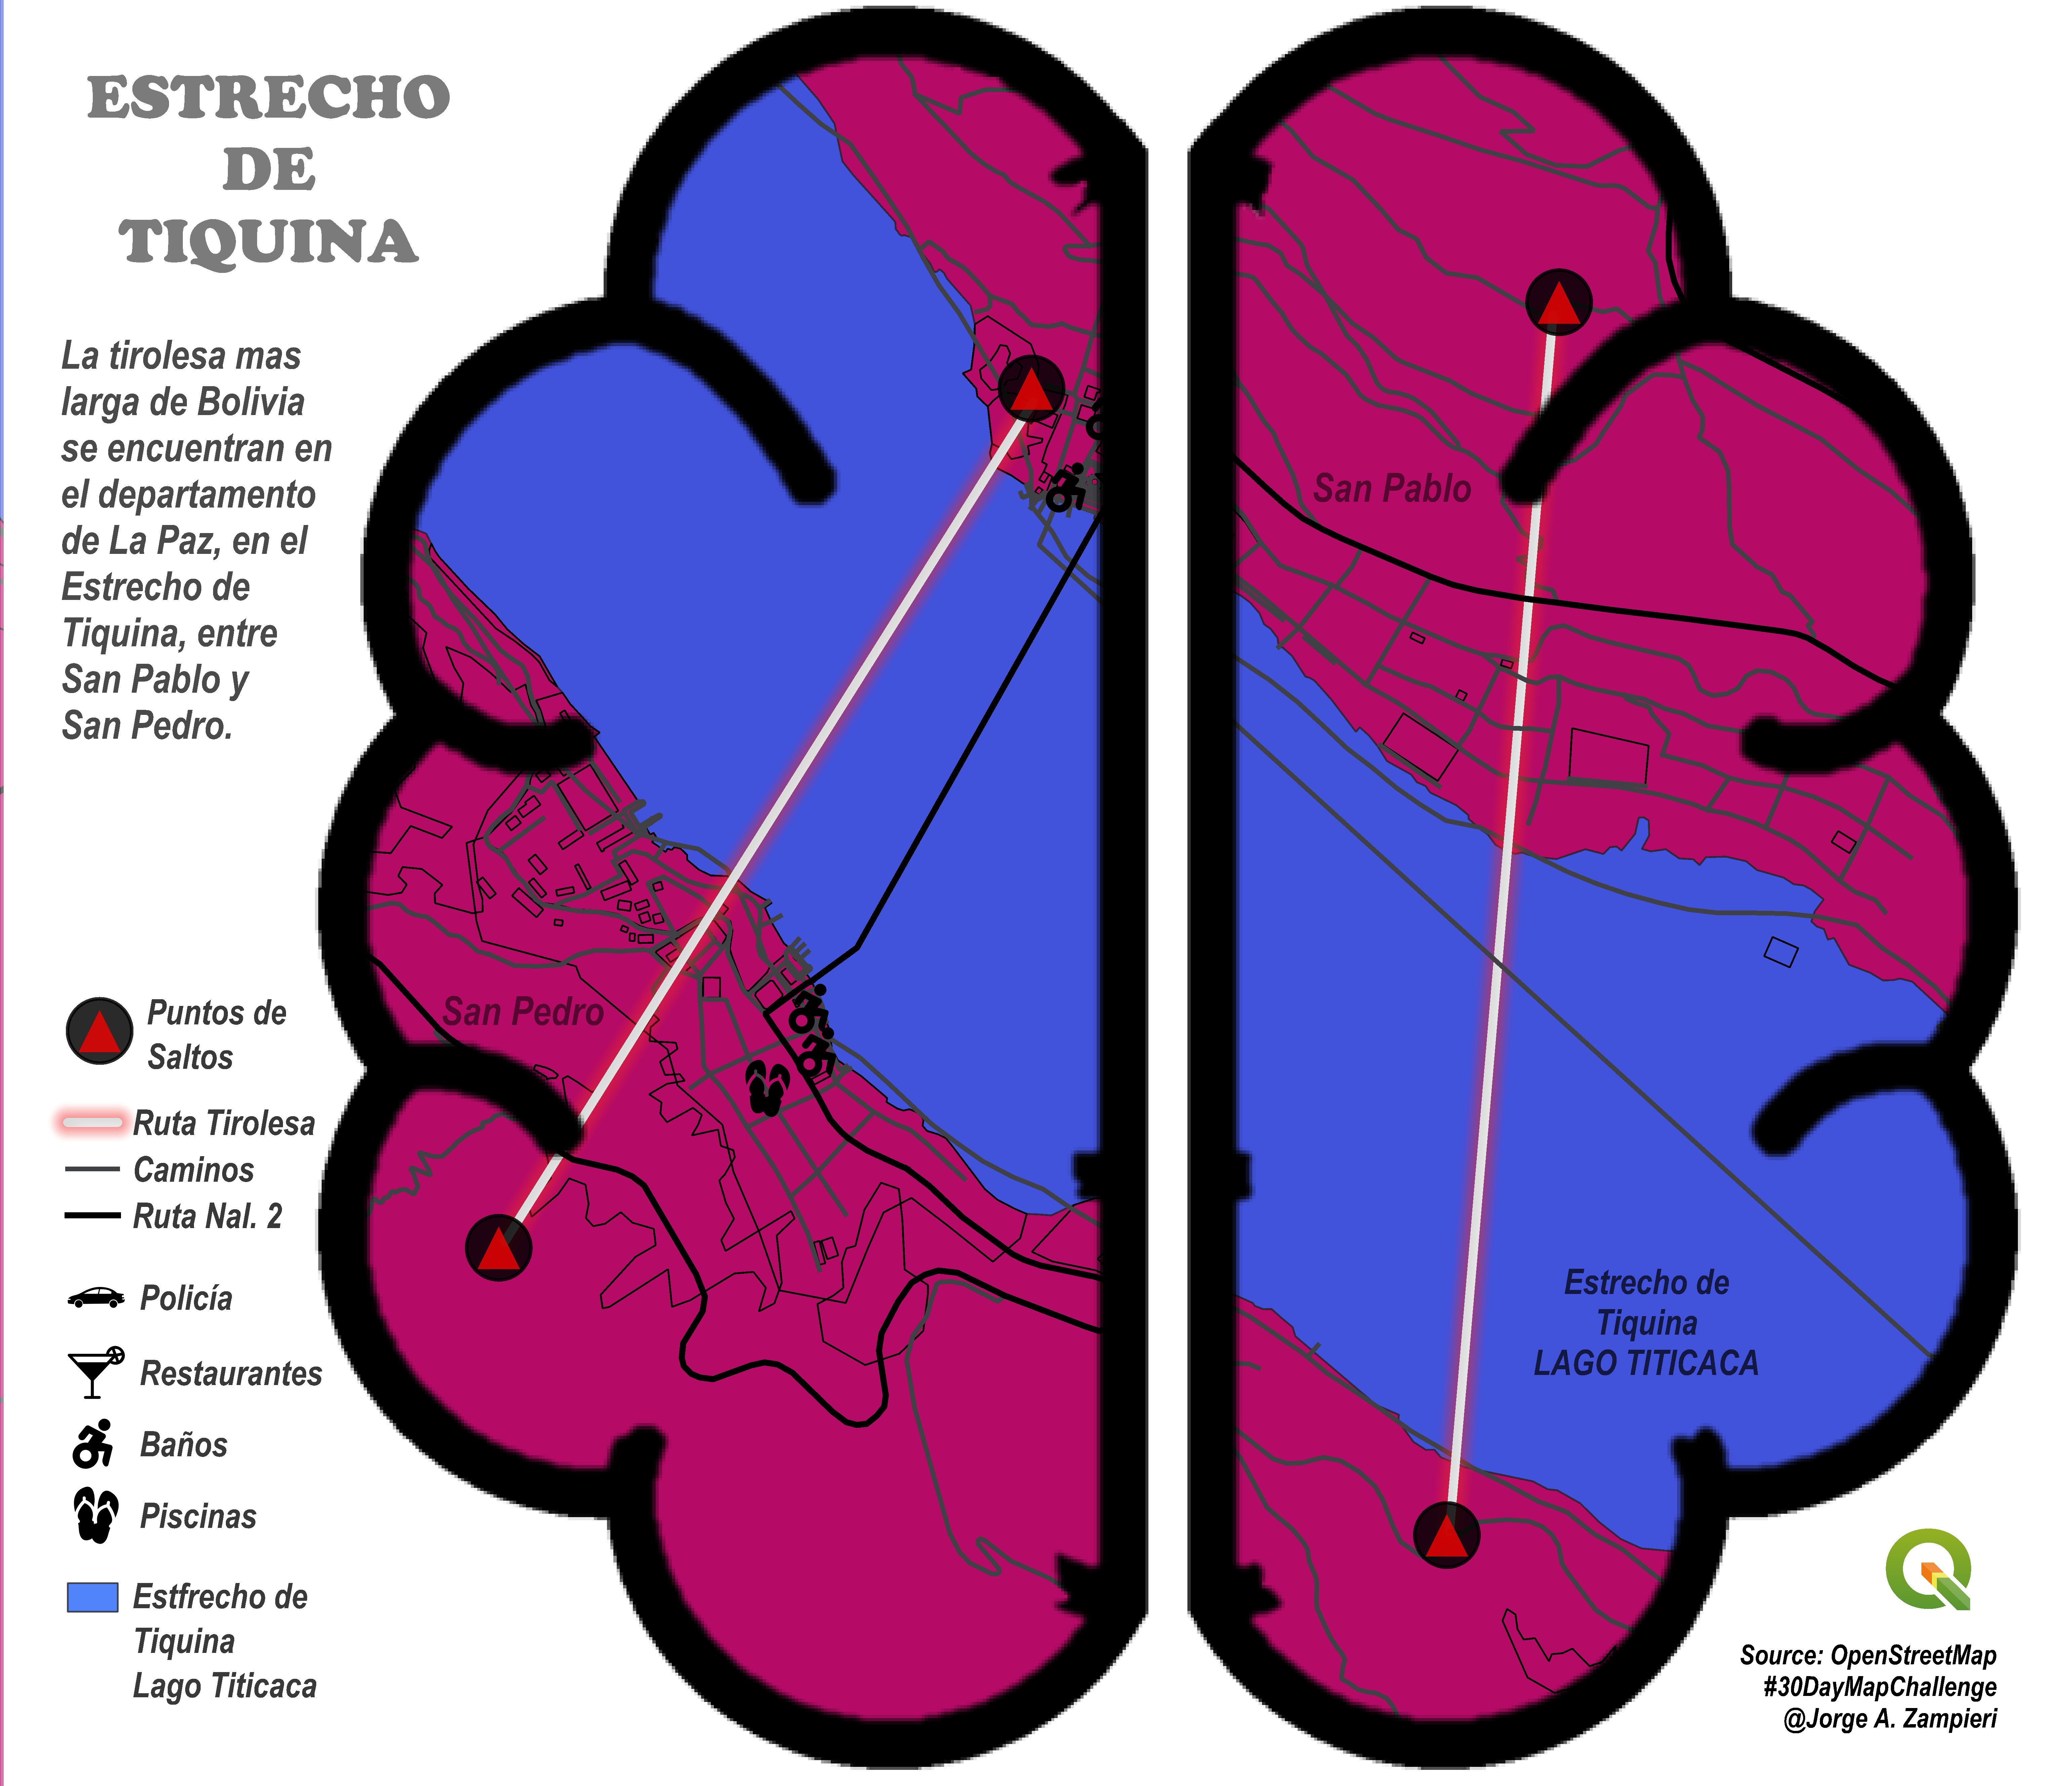 ESTRECHO
DE
TIQUINA
La tirolesa mas
larga de Bolivia
se encuentran en
el departamento
de La Paz, en el
Estrecho de
Tiquina, entre
San Pablo y
San Pedro.
San Pablo
San Pedro
Puntos de
Saltos
Ruta Tirolesa
Caminos
Ruta Nal. 2
Policía
Restaurantes
Baños
Piscinas
Estfrecho de
Tiquina
Lago Titicaca
Estrecho de
Tiquina
LAGO TITICACA
Source: OpenStreetMap
#30DayMapChallenge
@Jorge A. Zampieri